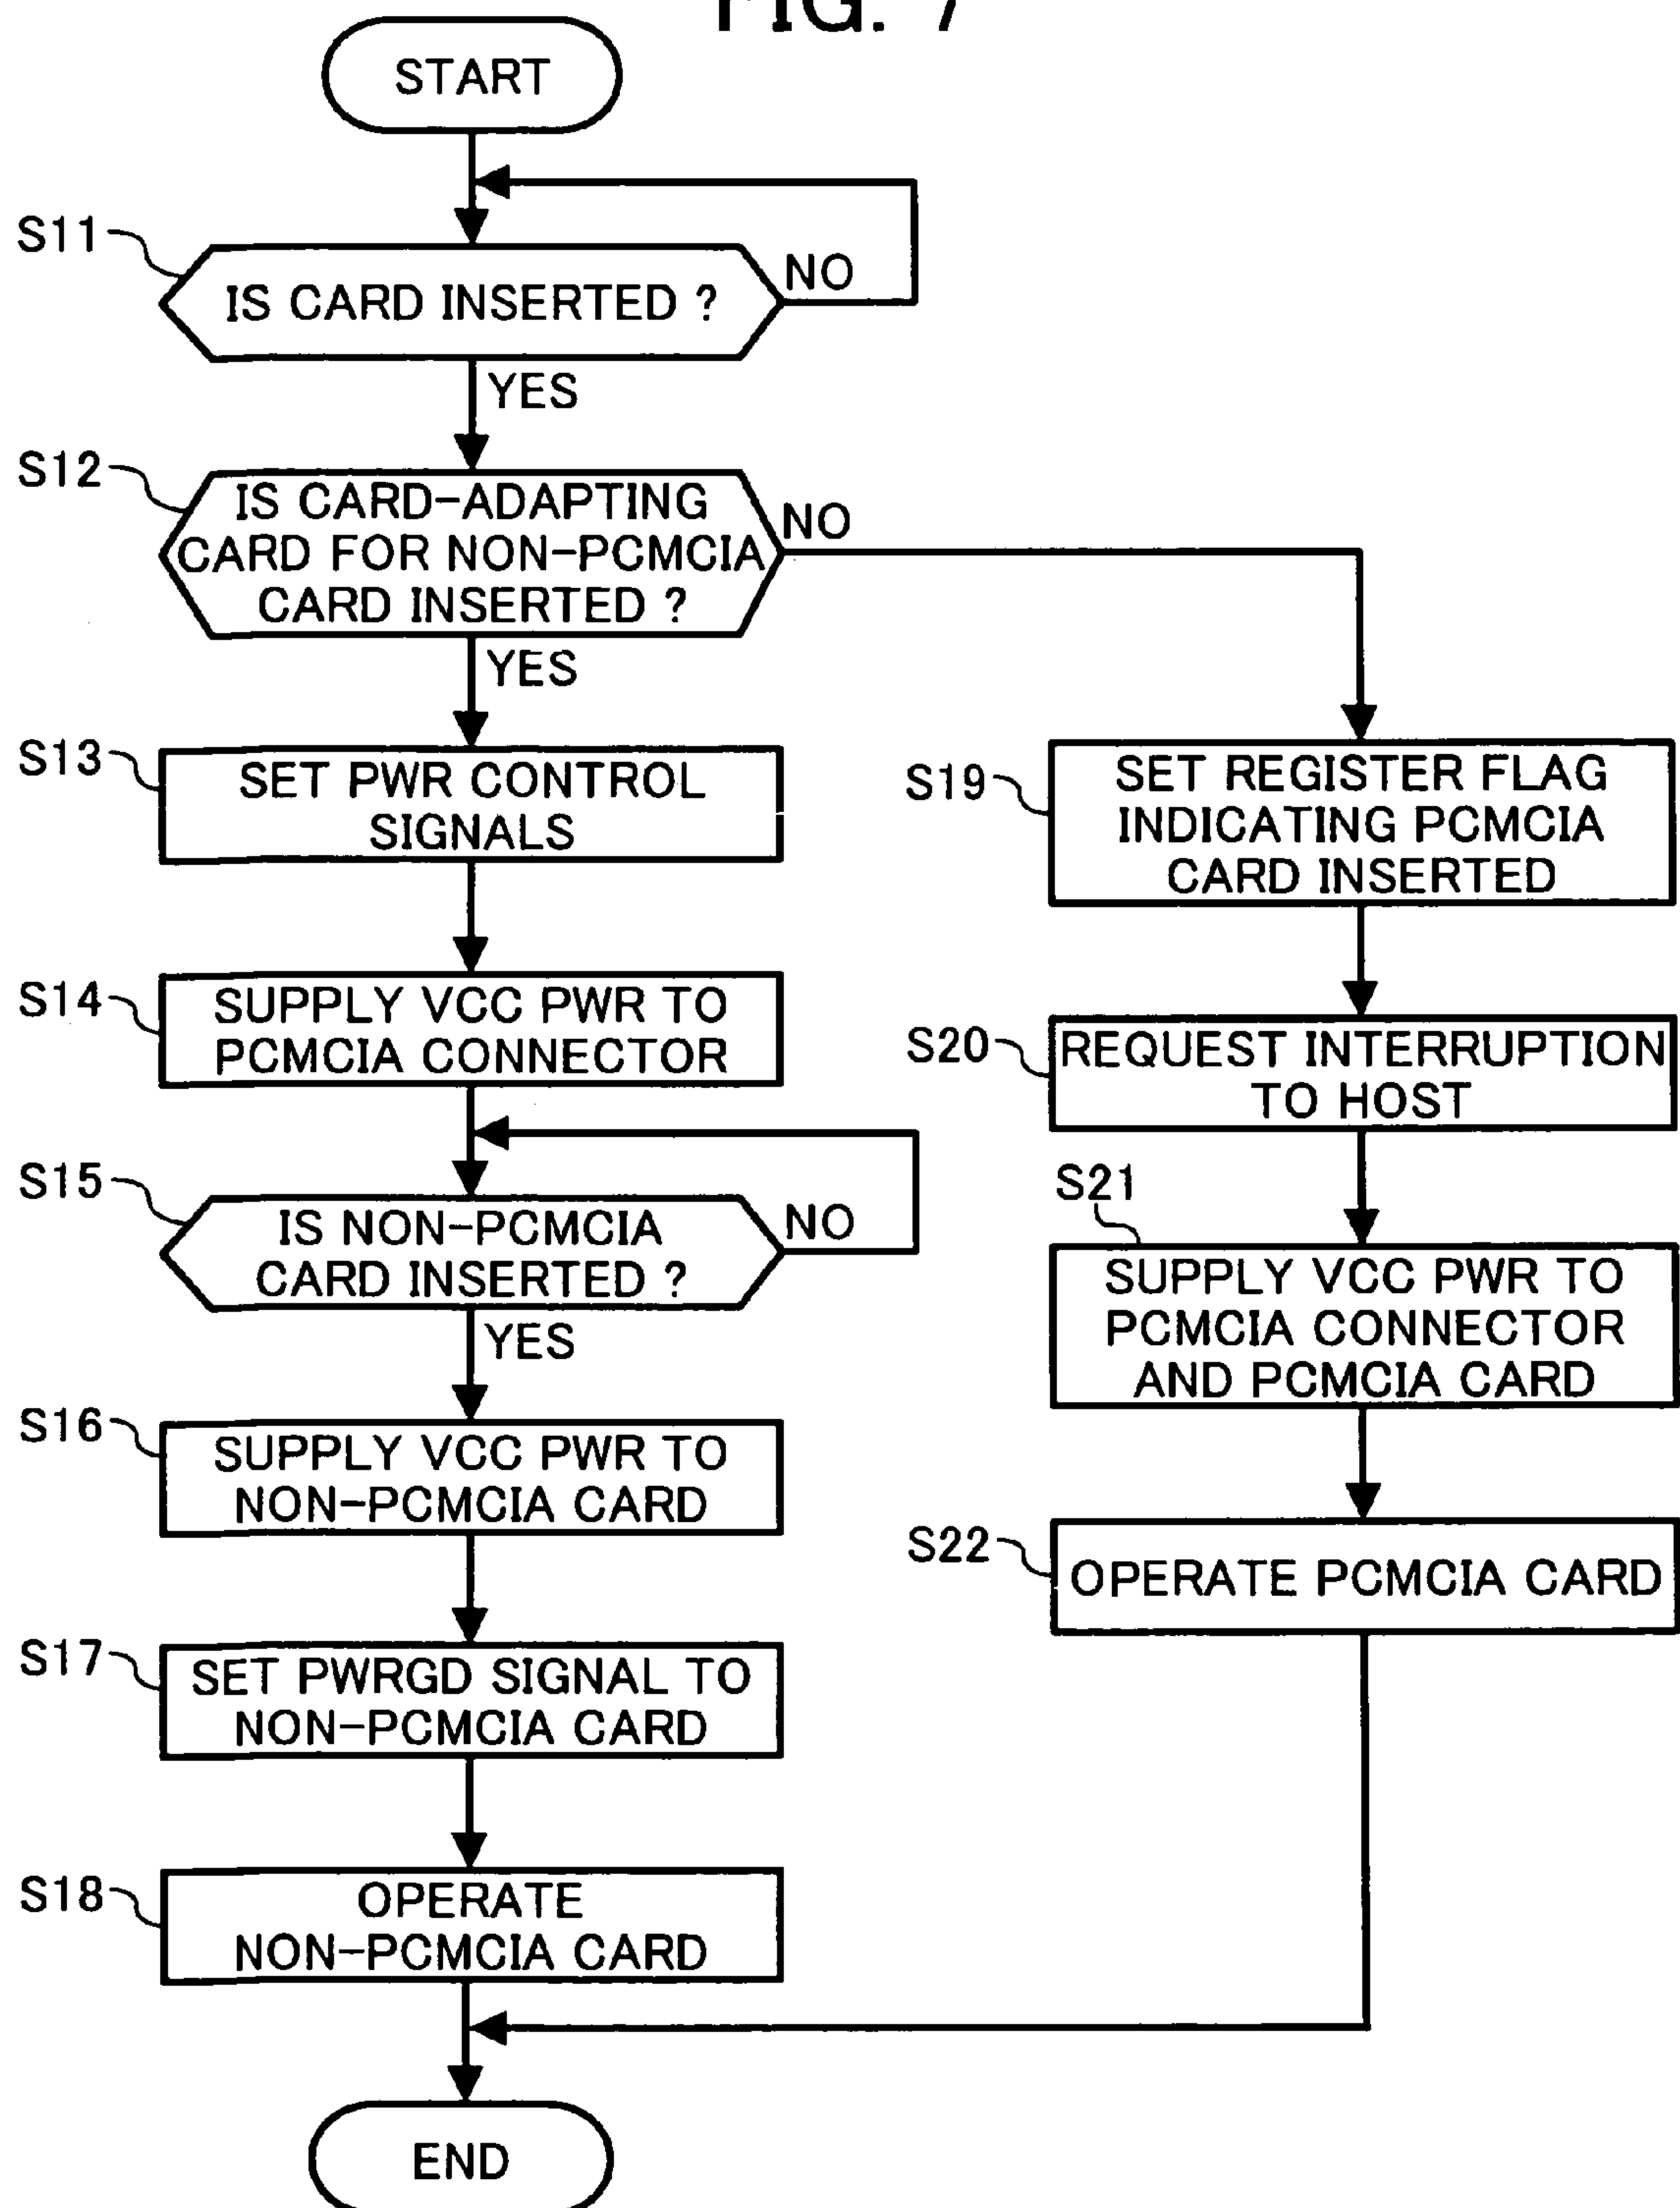 FIG. 7
START
S11
IS CARD INSERTED ?
NO
YES
S12
IS CARD-ADAPTING
CARD FOR NON-PCMCIA
CARD INSERTED ?
NO
YES
S13
SET PWR CONTROL
SIGNALS
S14
SUPPLY VCC PWR TO
PCMCIA CONNECTOR
S15
IS NON-PCMCIA
CARD INSERTED ?
NO
YES
S16
SUPPLY VCC PWR TO
NON-PCMCIA CARD
S17
SET PWRGD SIGNAL TO
NON-PCMCIA CARD
S18
OPERATE
NON-PCMCIA CARD
S19
SET REGISTER FLAG
INDICATING PCMCIA
CARD INSERTED
S20
REQUEST INTERRUPTION
TO HOST
S21
SUPPLY VCC PWR TO
PCMCIA CONNECTOR
AND PCMCIA CARD
S22
OPERATE PCMCIA CARD
END